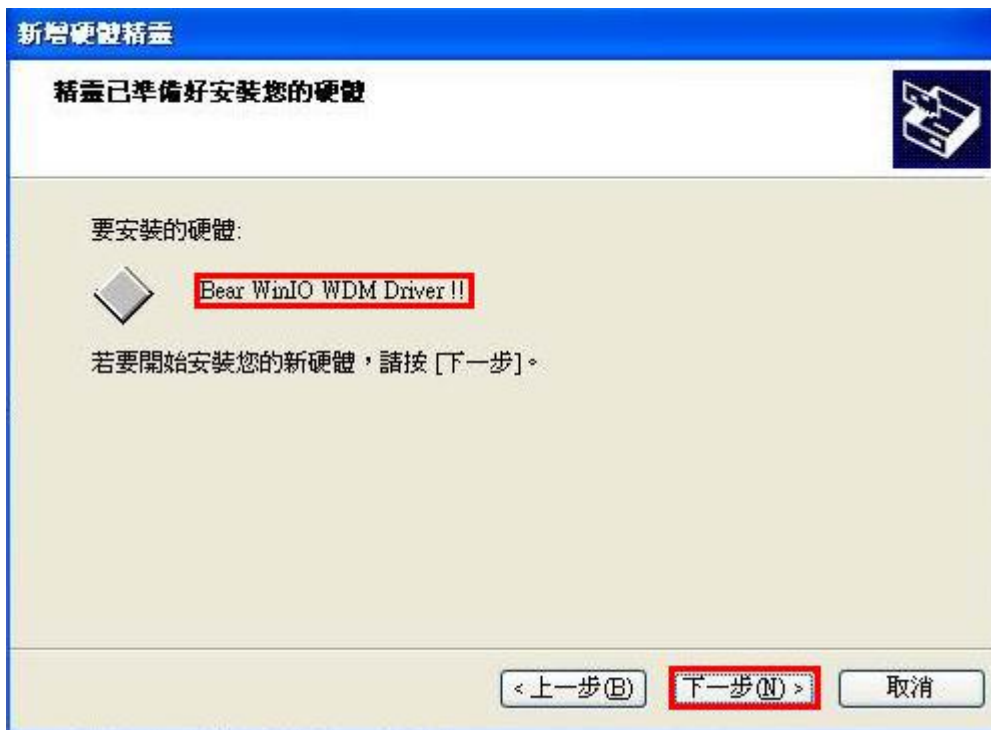 新增硬體精靈
精靈已準備好安裝您的硬體
要安裝的硬體:
Bear WinIO WDM Driver !!
若要開始安裝您的新硬體，請按 [下一步]。
< 上一步(B)
下一步(N) >
取消